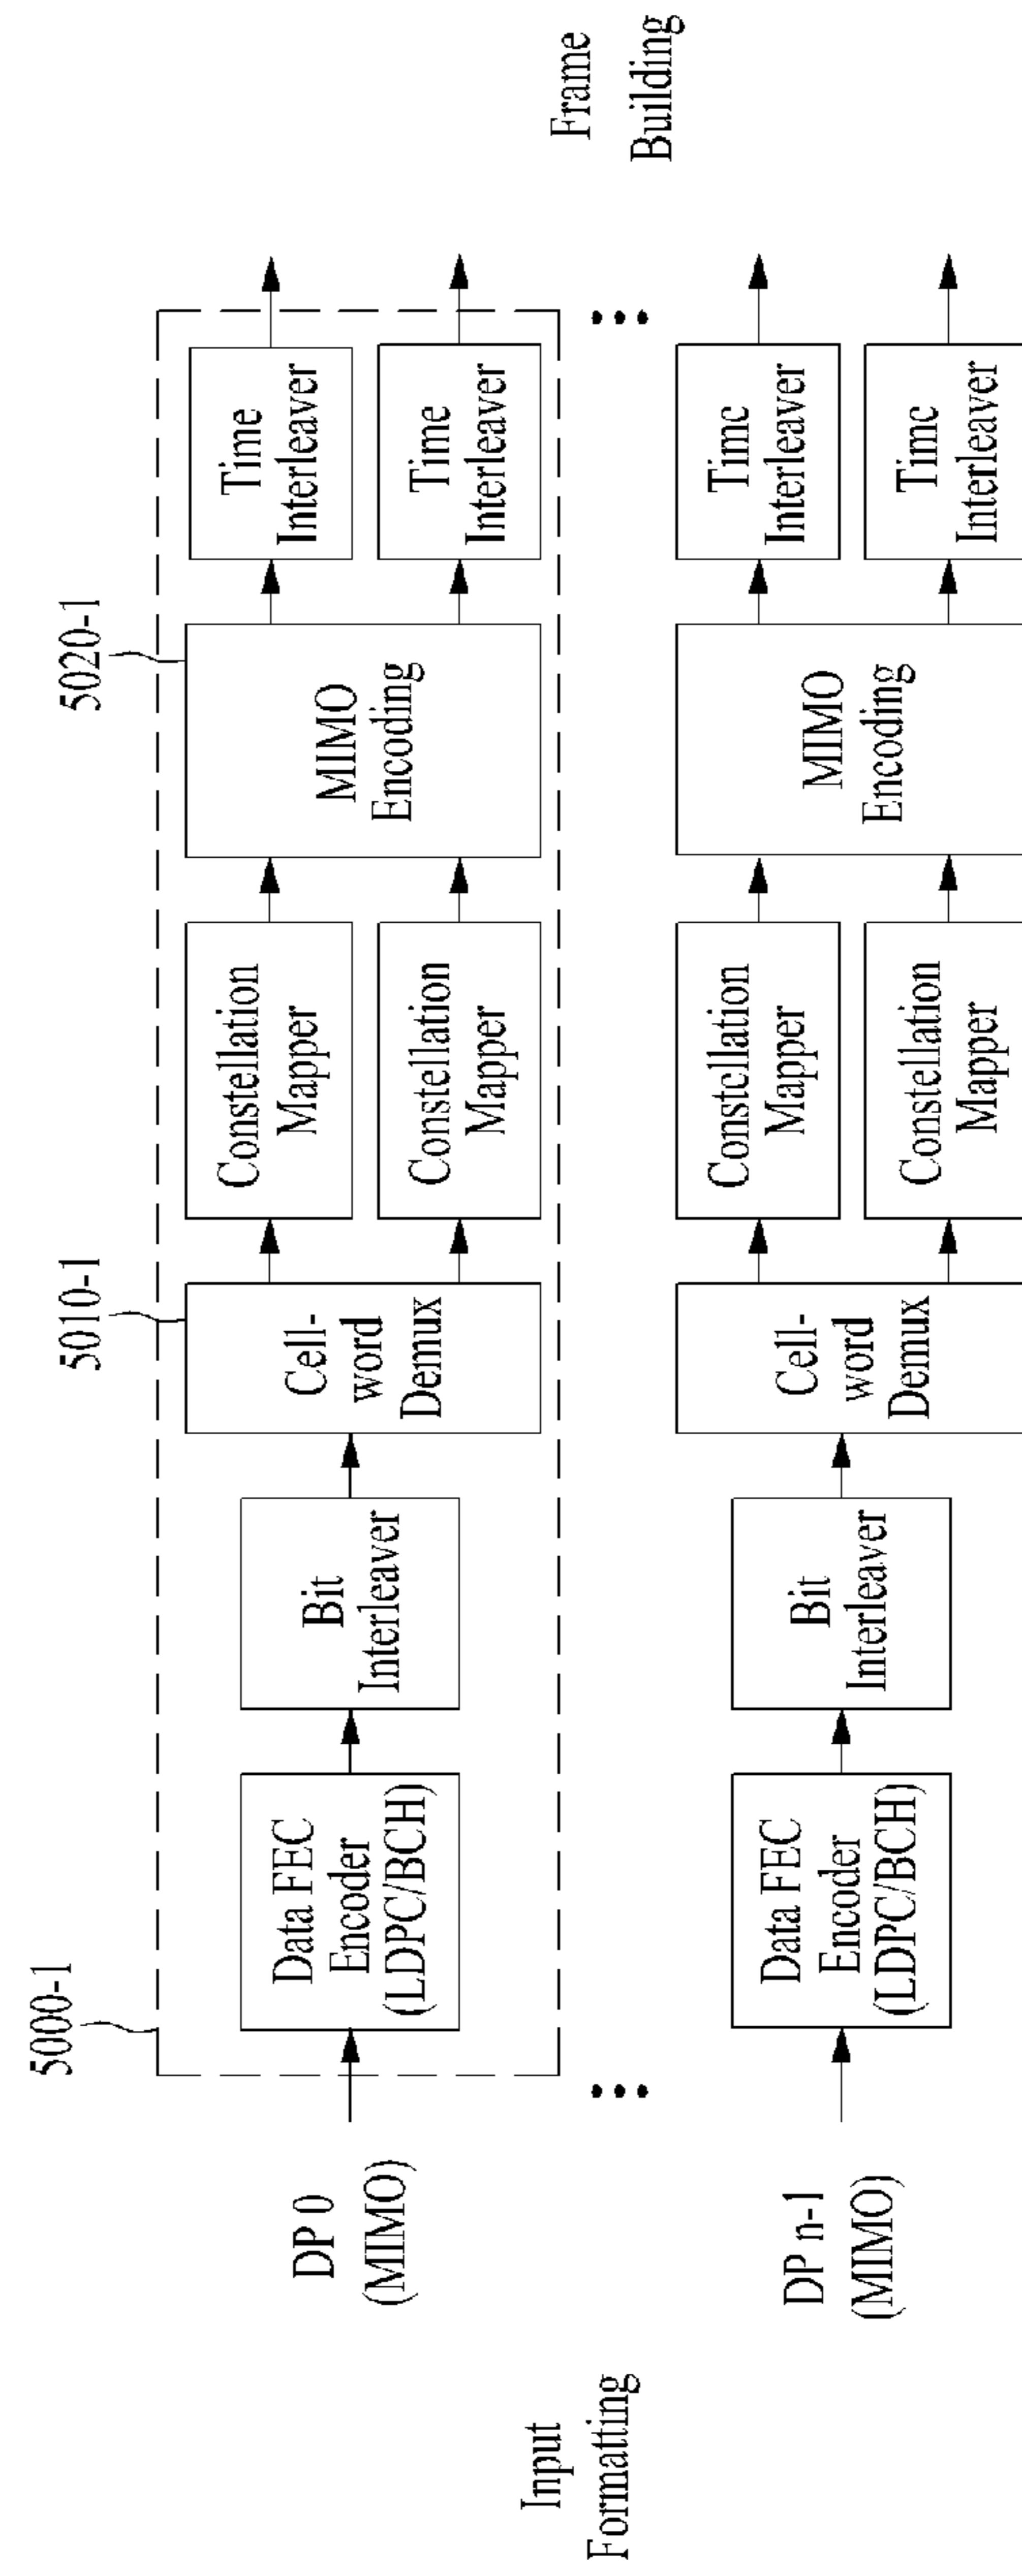 Input
Formatting
DP 0
(MIMO)
5000-1
Data FEC
Encoder
(LDPC/BCH)
Bit
Interleaver
5010-1
Cell-
word
Demux
Constellation
Mapper
Constellation
Mapper
5020-1
MIMO
Encoding
Time
Interleaver
Time
Interleaver
DP n-1
(MIMO)
Data FEC
Encoder
(LDPC/BCH)
Bit
Interleaver
Cell-
word
Demux
Constellation
Mapper
Constellation
Mapper
MIMO
Encoding
Time
Interleaver
Time
Interleaver
Frame
Building